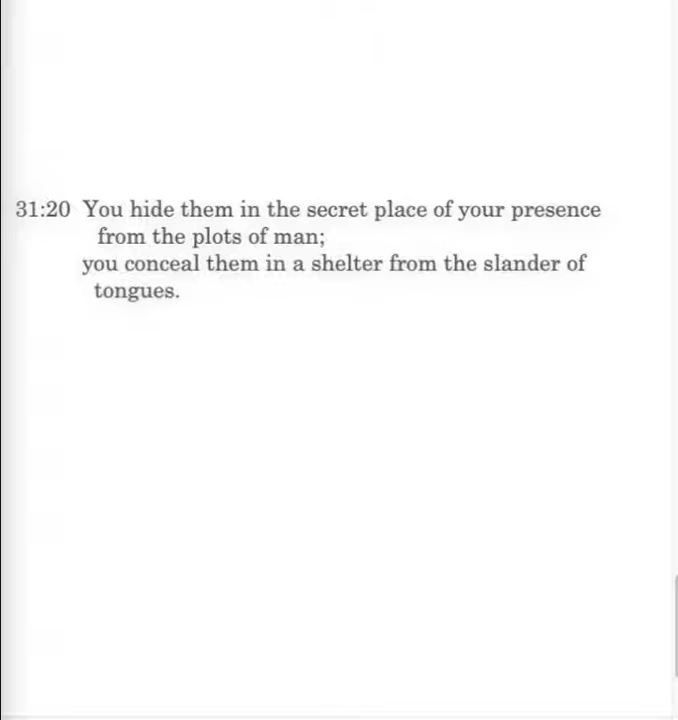 31:20 You hide them in the secret place of your presence
from the plots of man;
you conceal them in a shelter from the slander of
tongues.